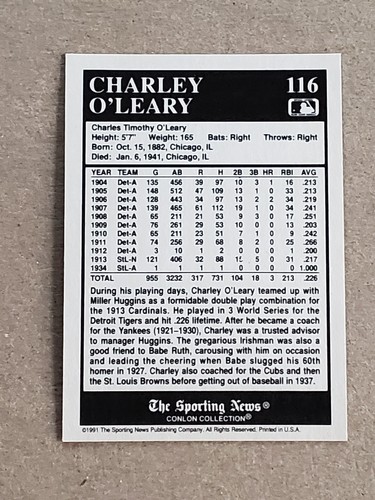 CHARLEY 116
O'LEARY
Charles Timothy O'Leary
Height: 5'7" Weight: 165 Bats: Right Throws: Right
Born: Oct. 15, 1882, Chicago, IL
Died: Jan. 6, 1941, Chicago, IL
YEAR TEAM G AB R H 2B 3B HR RBI AVG
1904 Det-A 135 456 39 97 10 3 1 16 .213
1905 Det-A 148 512 47 109 13 1 0 33 .213
1906 Det-A 128 443 34 97 13 2 2 34 .219
1907 Det-A 139 465 61 112 19 1 0 34 .241
1908 Det-A 65 211 21 53 9 3 0 17 .251
1909 Det-A 76 261 29 53 10 0 0 13 .203
1910 Det-A 65 211 23 51 7 1 0 9 .242
1911 Det-A 74 256 29 68 8 2 0 25 .266
1912 Det-A 3 10 1 2 0 0 0 1 .200
1913 StL-N 121 406 32 88 15 5 0 31 .217
1934 StL-A 1 1 1 1 0 0 0 0 1.000
TOTAL 955 3232 317 731 104 18 3 213 .226
During his playing days, Charley O'Leary teamed up with
Miller Huggins as a formidable double play combination for
the 1913 Cardinals. He played in 3 World Series for the
Detroit Tigers and hit .226 lifetime. After he became a coach
for the Yankees (1921–1930), Charley was a trusted advisor
to manager Huggins. The gregarious Irishman was also a
good friend to Babe Ruth, carousing with him on occasion
and leading the cheering when Babe slugged his 60th
homer in 1927. Charley also coached for the Cubs and then
the St. Louis Browns before getting out of baseball in 1937.
The Sporting News®
CONLON COLLECTION®
©1991 The Sporting News Publishing Company. All Rights Reserved. Printed in U.S.A.